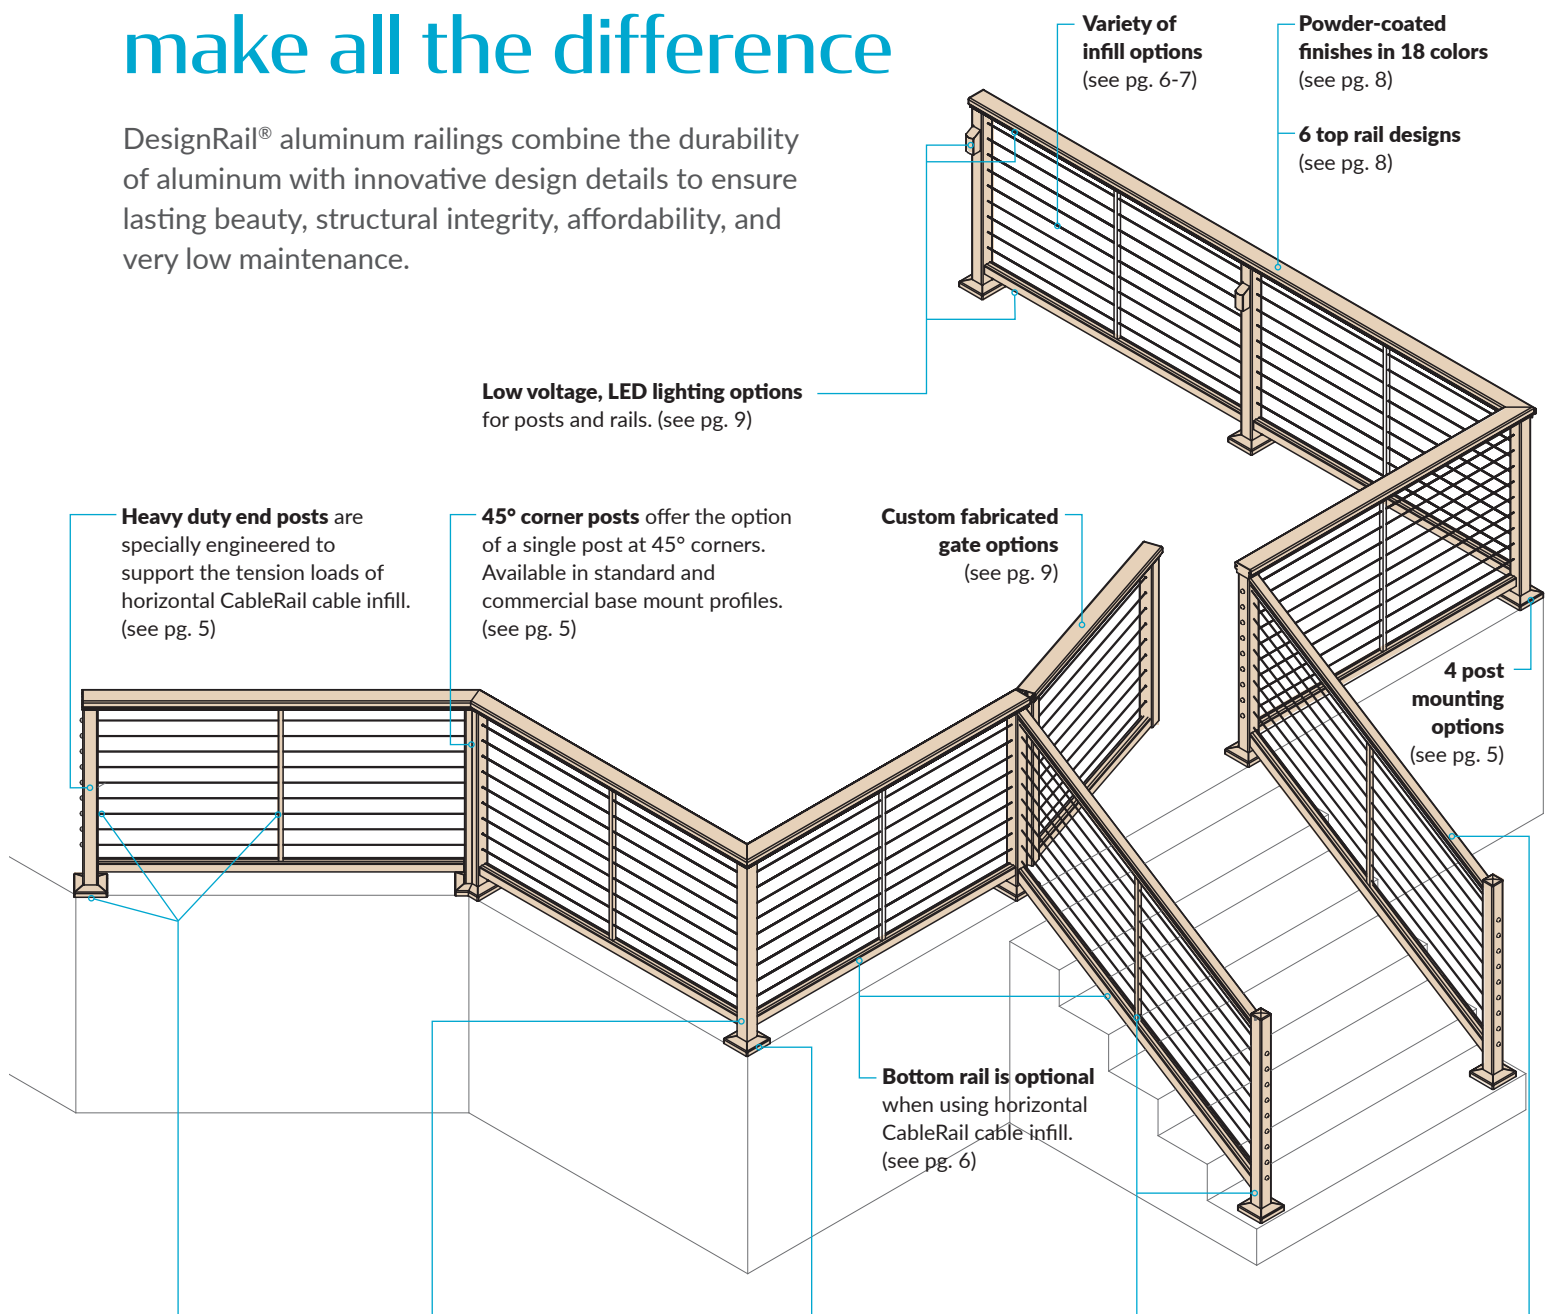 make all the difference
DesignRail® aluminum railings combine the durability
of aluminum with innovative design details to ensure
lasting beauty, structural integrity, affordability, and
very low maintenance.
Variety of
infill options
(see pg. 6-7)
Powder-coated
finishes in 18 colors
(see pg. 8)
6 top rail designs
(see pg. 8)
Low voltage, LED lighting options
for posts and rails. (see pg. 9)
Heavy duty end posts are
specially engineered to
support the tension loads of
horizontal CableRail cable infill.
(see pg. 5)
45° corner posts offer the option
of a single post at 45° corners.
Available in standard and
commercial base mount profiles.
(see pg. 5)
Custom fabricated
gate options
(see pg. 9)
4 post
mounting
options
(see pg. 5)
Bottom rail is optional
when using horizontal
CableRail cable infill.
(see pg. 6)